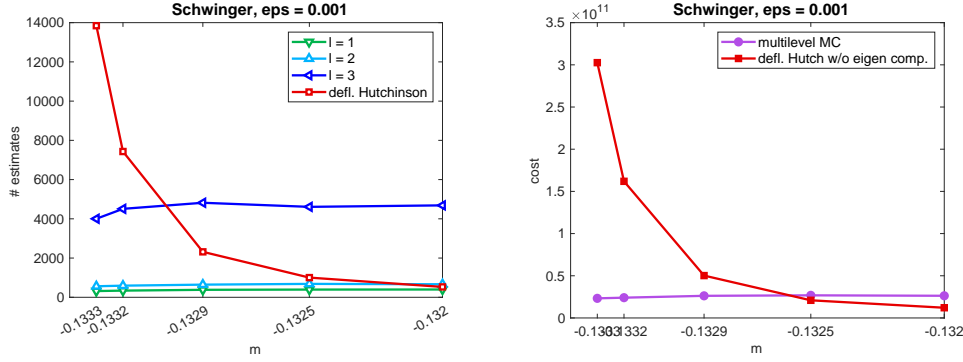 Schwinger, eps = 0.001
14000
12000
10000
8000
6000
4000
2000
0
# estimates
l = 1
l = 2
l = 3
defl. Hutchinson
-0.1333
-0.1332
-0.1329
-0.1325
-0.132
m
Schwinger, eps = 0.001
×10^11
3.5
3
2.5
2
1.5
1
0.5
0
cost
multilevel MC
defl. Hutch w/o eigen comp.
-0.1333
-0.1332
-0.1329
-0.1325
-0.132
m